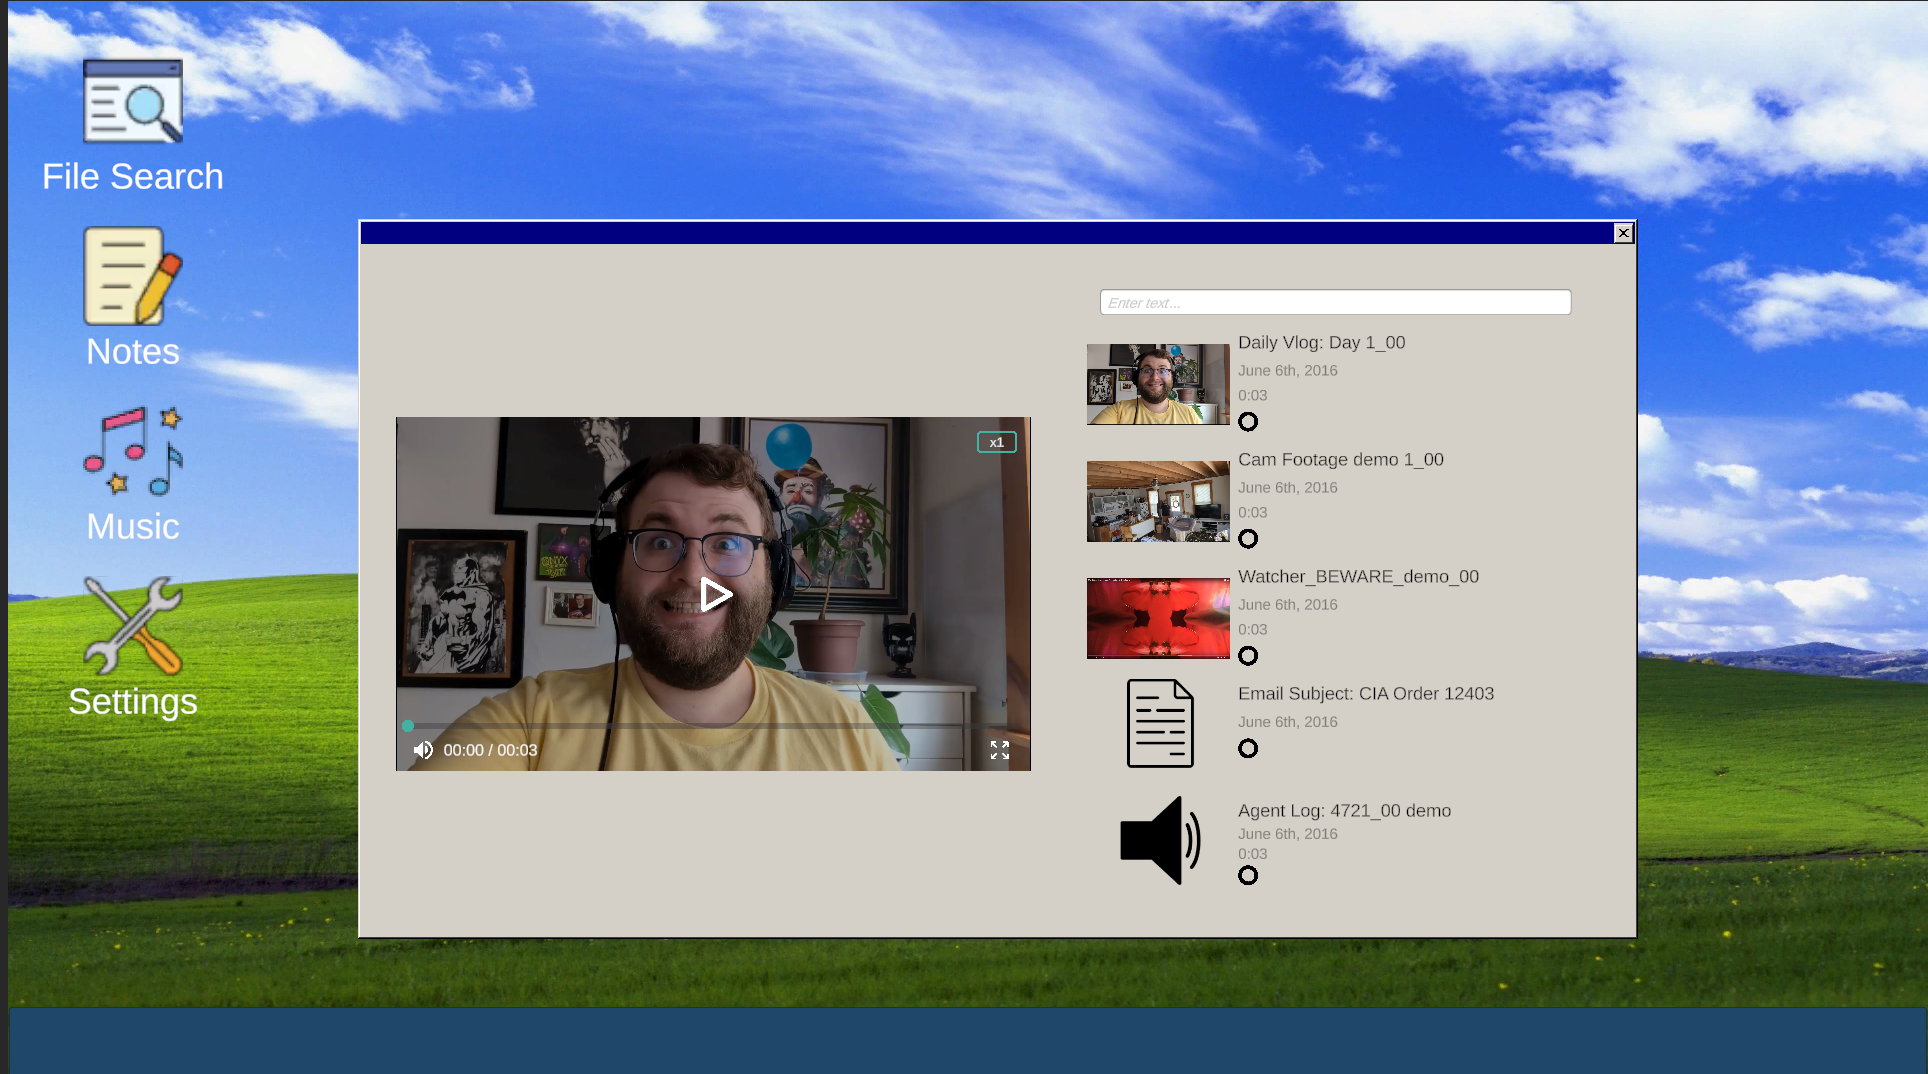 File Search
Notes
Music
Settings
x1
00:00 / 00:03
Enter text...
Daily Vlog: Day 1_00
June 6th, 2016
0:03
Cam Footage demo 1_00
June 6th, 2016
0:03
Watcher_BEWARE_demo_00
June 6th, 2016
0:03
Email Subject: CIA Order 12403
June 6th, 2016
Agent Log: 4721_00 demo
June 6th, 2016
0:03